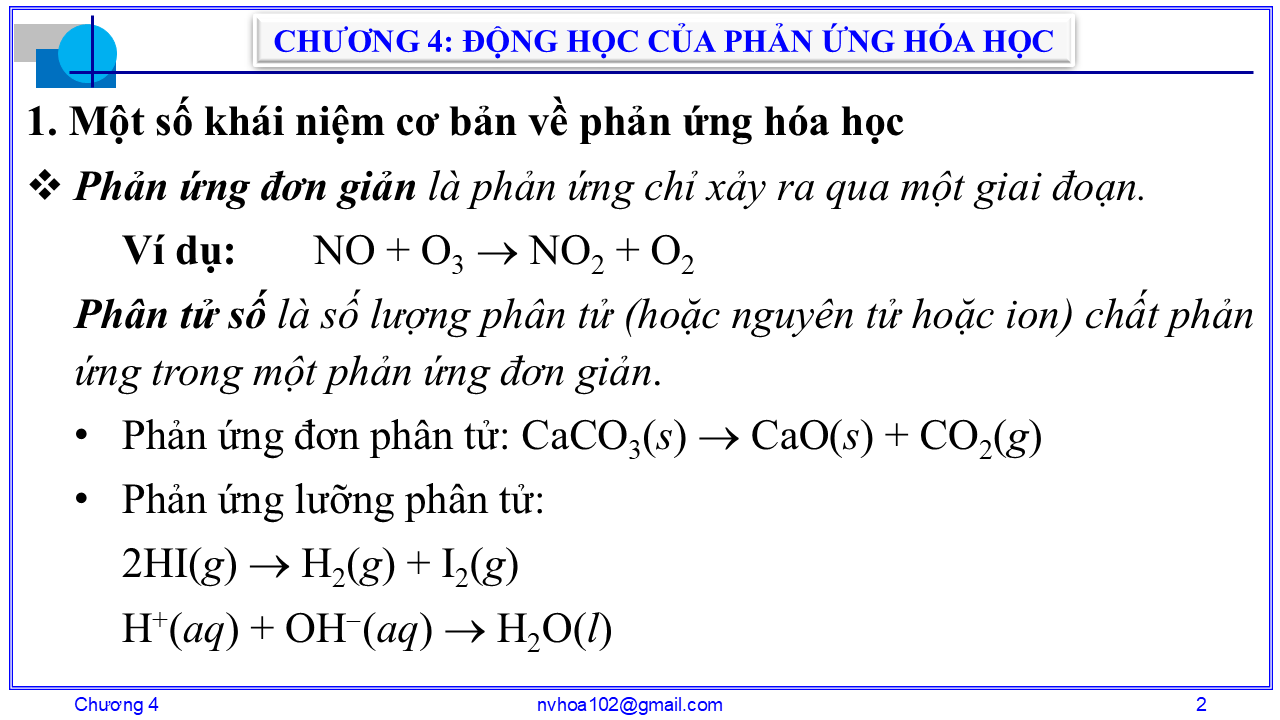 CHƯƠNG 4: ĐỘNG HỌC CỦA PHẢN ỨNG HÓA HỌC
1. Một số khái niệm cơ bản về phản ứng hóa học
❖ Phản ứng đơn giản là phản ứng chỉ xảy ra qua một giai đoạn.
Ví dụ: NO + O₃ → NO₂ + O₂
Phân tử số là số lượng phân tử (hoặc nguyên tử hoặc ion) chất phản
ứng trong một phản ứng đơn giản.
• Phản ứng đơn phân tử: CaCO₃(s) → CaO(s) + CO₂(g)
• Phản ứng lưỡng phân tử:
2HI(g) → H₂(g) + I₂(g)
H⁺(aq) + OH⁻(aq) → H₂O(l)
Chương 4 nvhoa102@gmail.com 2